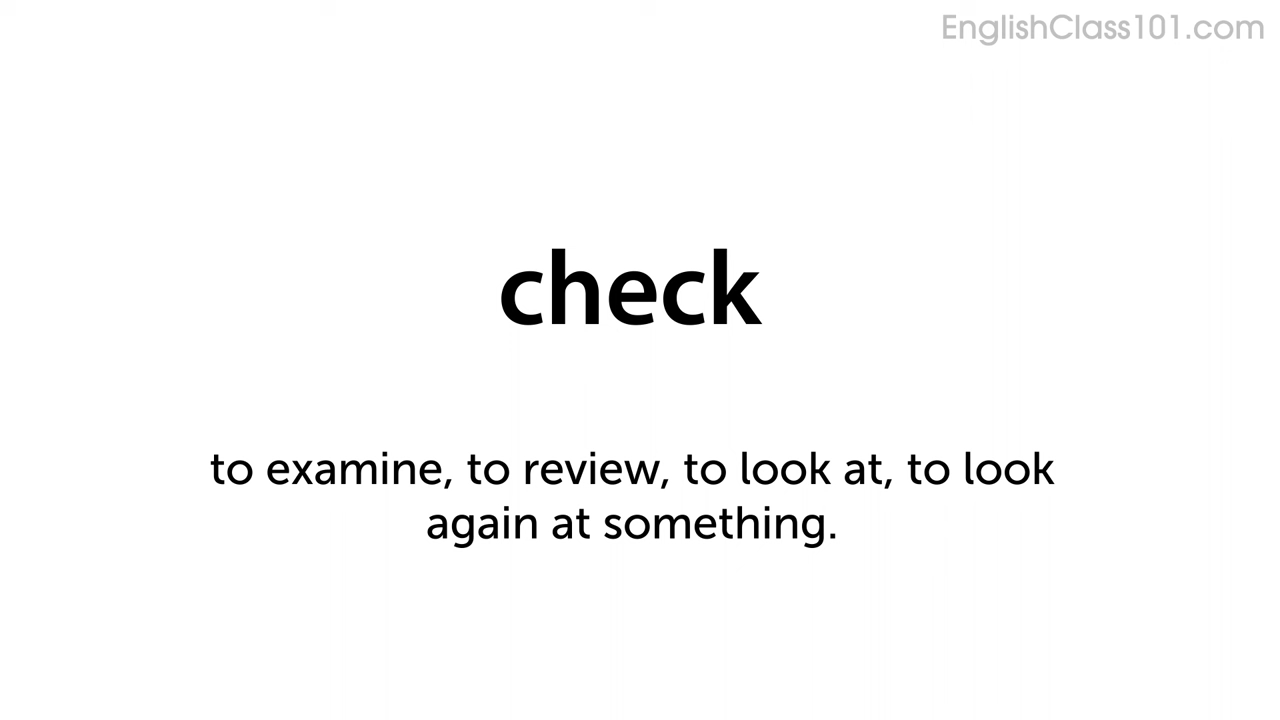 EnglishClass101.com
check
to examine, to review, to look at, to look
again at something.